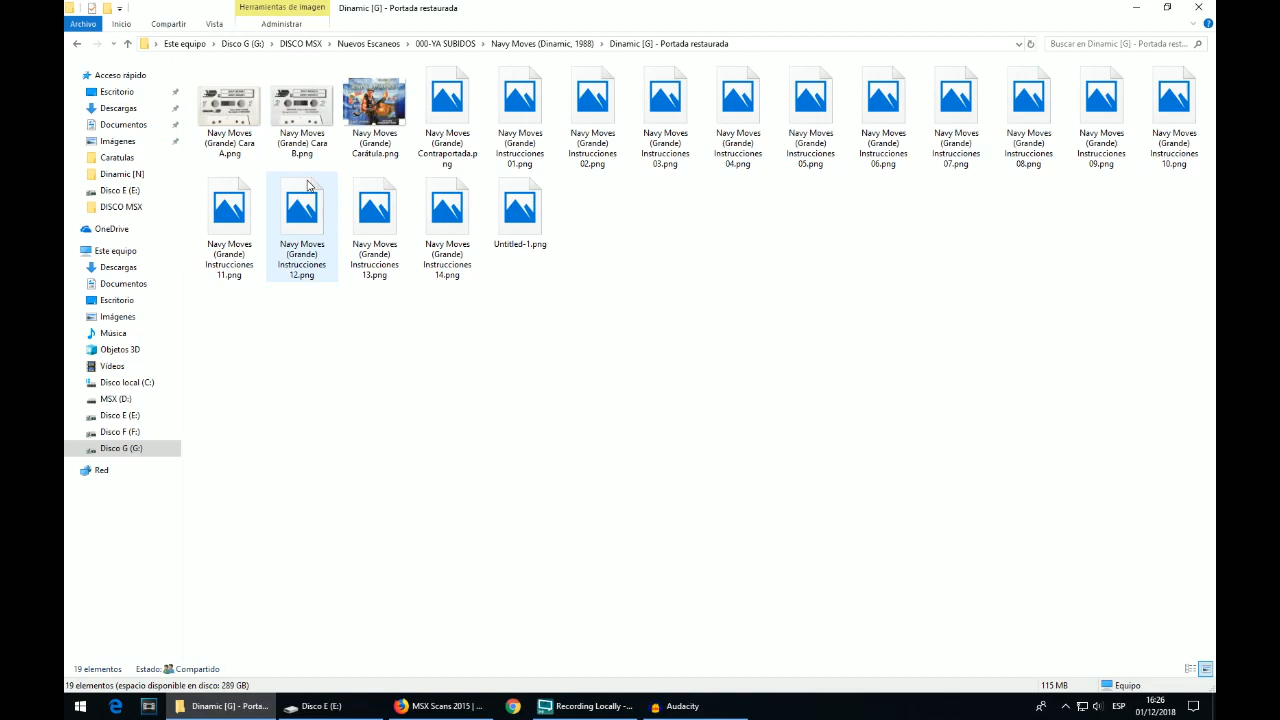 Herramientas de imagen
Dinamic [G] - Portada restaurada
Archivo Inicio Compartir Vista Administrar
Este equipo > Disco G (G:) > DISCO MSX > Nuevos Escaneos > 000-YA SUBIDOS > Navy Moves (Dinamic, 1988) > Dinamic [G] - Portada restaurada
Buscar en Dinamic [G] - Portada rest...
Acceso rápido
Escritorio
Descargas
Documentos
Imágenes
Caratulas
Dinamic [N]
Disco E (E:)
DISCO MSX
OneDrive
Este equipo
Descargas
Documentos
Escritorio
Imágenes
Música
Objetos 3D
Vídeos
Disco local (C:)
MSX (D:)
Disco E (E:)
Disco F (F:)
Disco G (G:)
Red
Navy Moves
(Grande) Cara
A.png
Navy Moves
(Grande) Cara
B.png
Navy Moves
(Grande)
Carátula.png
Navy Moves
(Grande)
Contraportada.p
ng
Navy Moves
(Grande)
Instrucciones
01.png
Navy Moves
(Grande)
Instrucciones
02.png
Navy Moves
(Grande)
Instrucciones
03.png
Navy Moves
(Grande)
Instrucciones
04.png
Navy Moves
(Grande)
Instrucciones
05.png
Navy Moves
(Grande)
Instrucciones
06.png
Navy Moves
(Grande)
Instrucciones
07.png
Navy Moves
(Grande)
Instrucciones
08.png
Navy Moves
(Grande)
Instrucciones
09.png
Navy Moves
(Grande)
Instrucciones
10.png
Navy Moves
(Grande)
Instrucciones
11.png
Navy Moves
(Grande)
Instrucciones
12.png
Navy Moves
(Grande)
Instrucciones
13.png
Navy Moves
(Grande)
Instrucciones
14.png
Untitled-1.png
19 elementos Estado: Compartido
19 elementos (espacio disponible en disco: 289 GB) 115 MB Equipo
Dinamic [G] - Porta... Disco E (E:) MSX Scans 2015 | ... Recording Locally -... Audacity ESP 16:26
01/12/2018